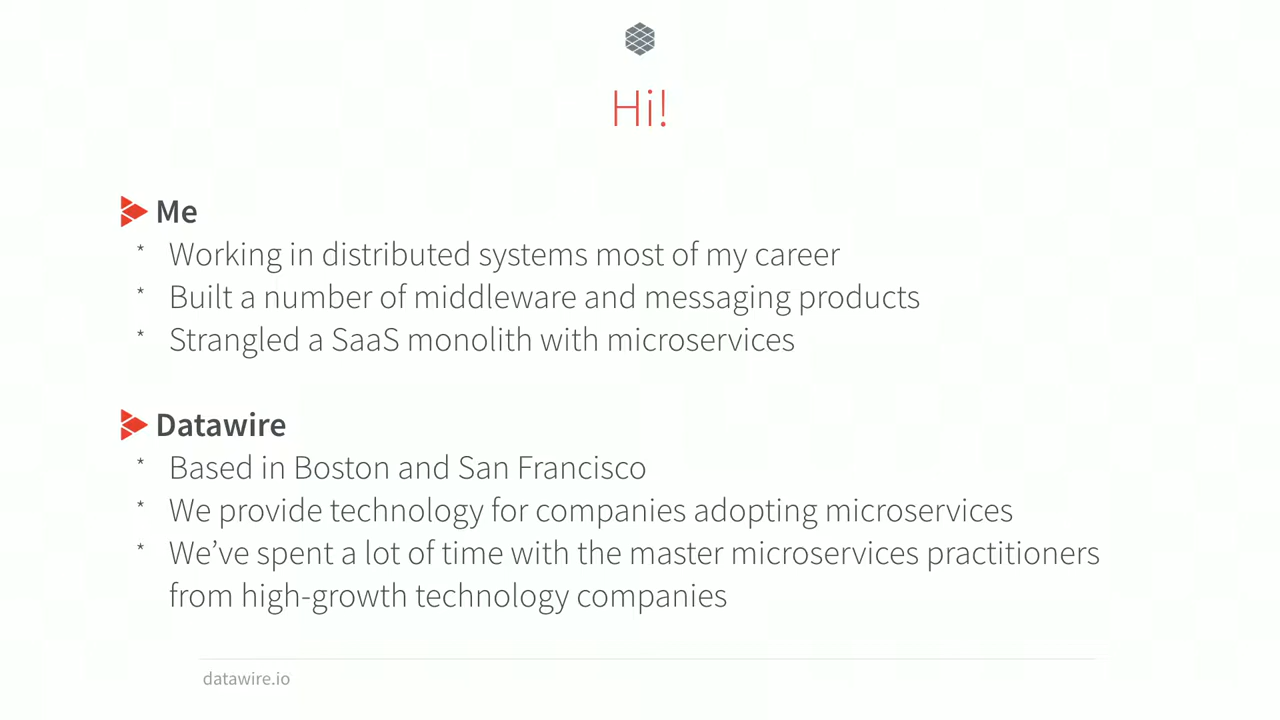 Hi!
Me
* Working in distributed systems most of my career
* Built a number of middleware and messaging products
* Strangled a SaaS monolith with microservices
Datawire
* Based in Boston and San Francisco
* We provide technology for companies adopting microservices
* We’ve spent a lot of time with the master microservices practitioners
from high-growth technology companies
datawire.io